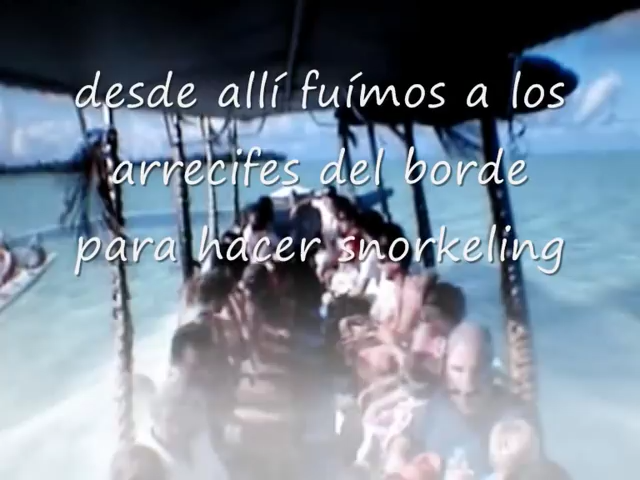 desde allí fuímos a los
arrecifes del borde
para hacer snorkeling